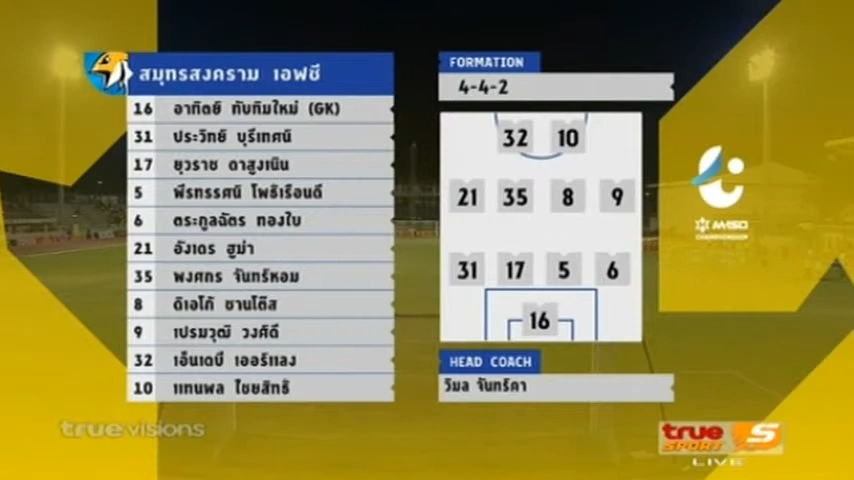 สมุทรสงคราม เอฟซี
16 อาทิตย์ ทับทิมใหม่ (GK)
31 ประวิทย์ บุรีเทศน์
17 ยุวราช ดาสูงเนิน
5 พีรทรรศน์ โพธิ์เรือนดี
6 ตระกูลฉัตร ทองใบ
21 อังเดร ฮูม่า
35 พงศกร จันทร์หอม
8 ดิเอโก้ ซานโต๊ส
9 เปรมวุฒิ วงศ์ดี
32 เอ็นเดบี้ เออร์แลง
10 แทนพล ไชยสิทธิ์
FORMATION
4-4-2
32 10
21 35 8 9
31 17 5 6
16
HEAD COACH
วิมล จันทร์คำ
M-150
CHAMPIONSHIP
truevisions
true
SPORT 5
LIVE